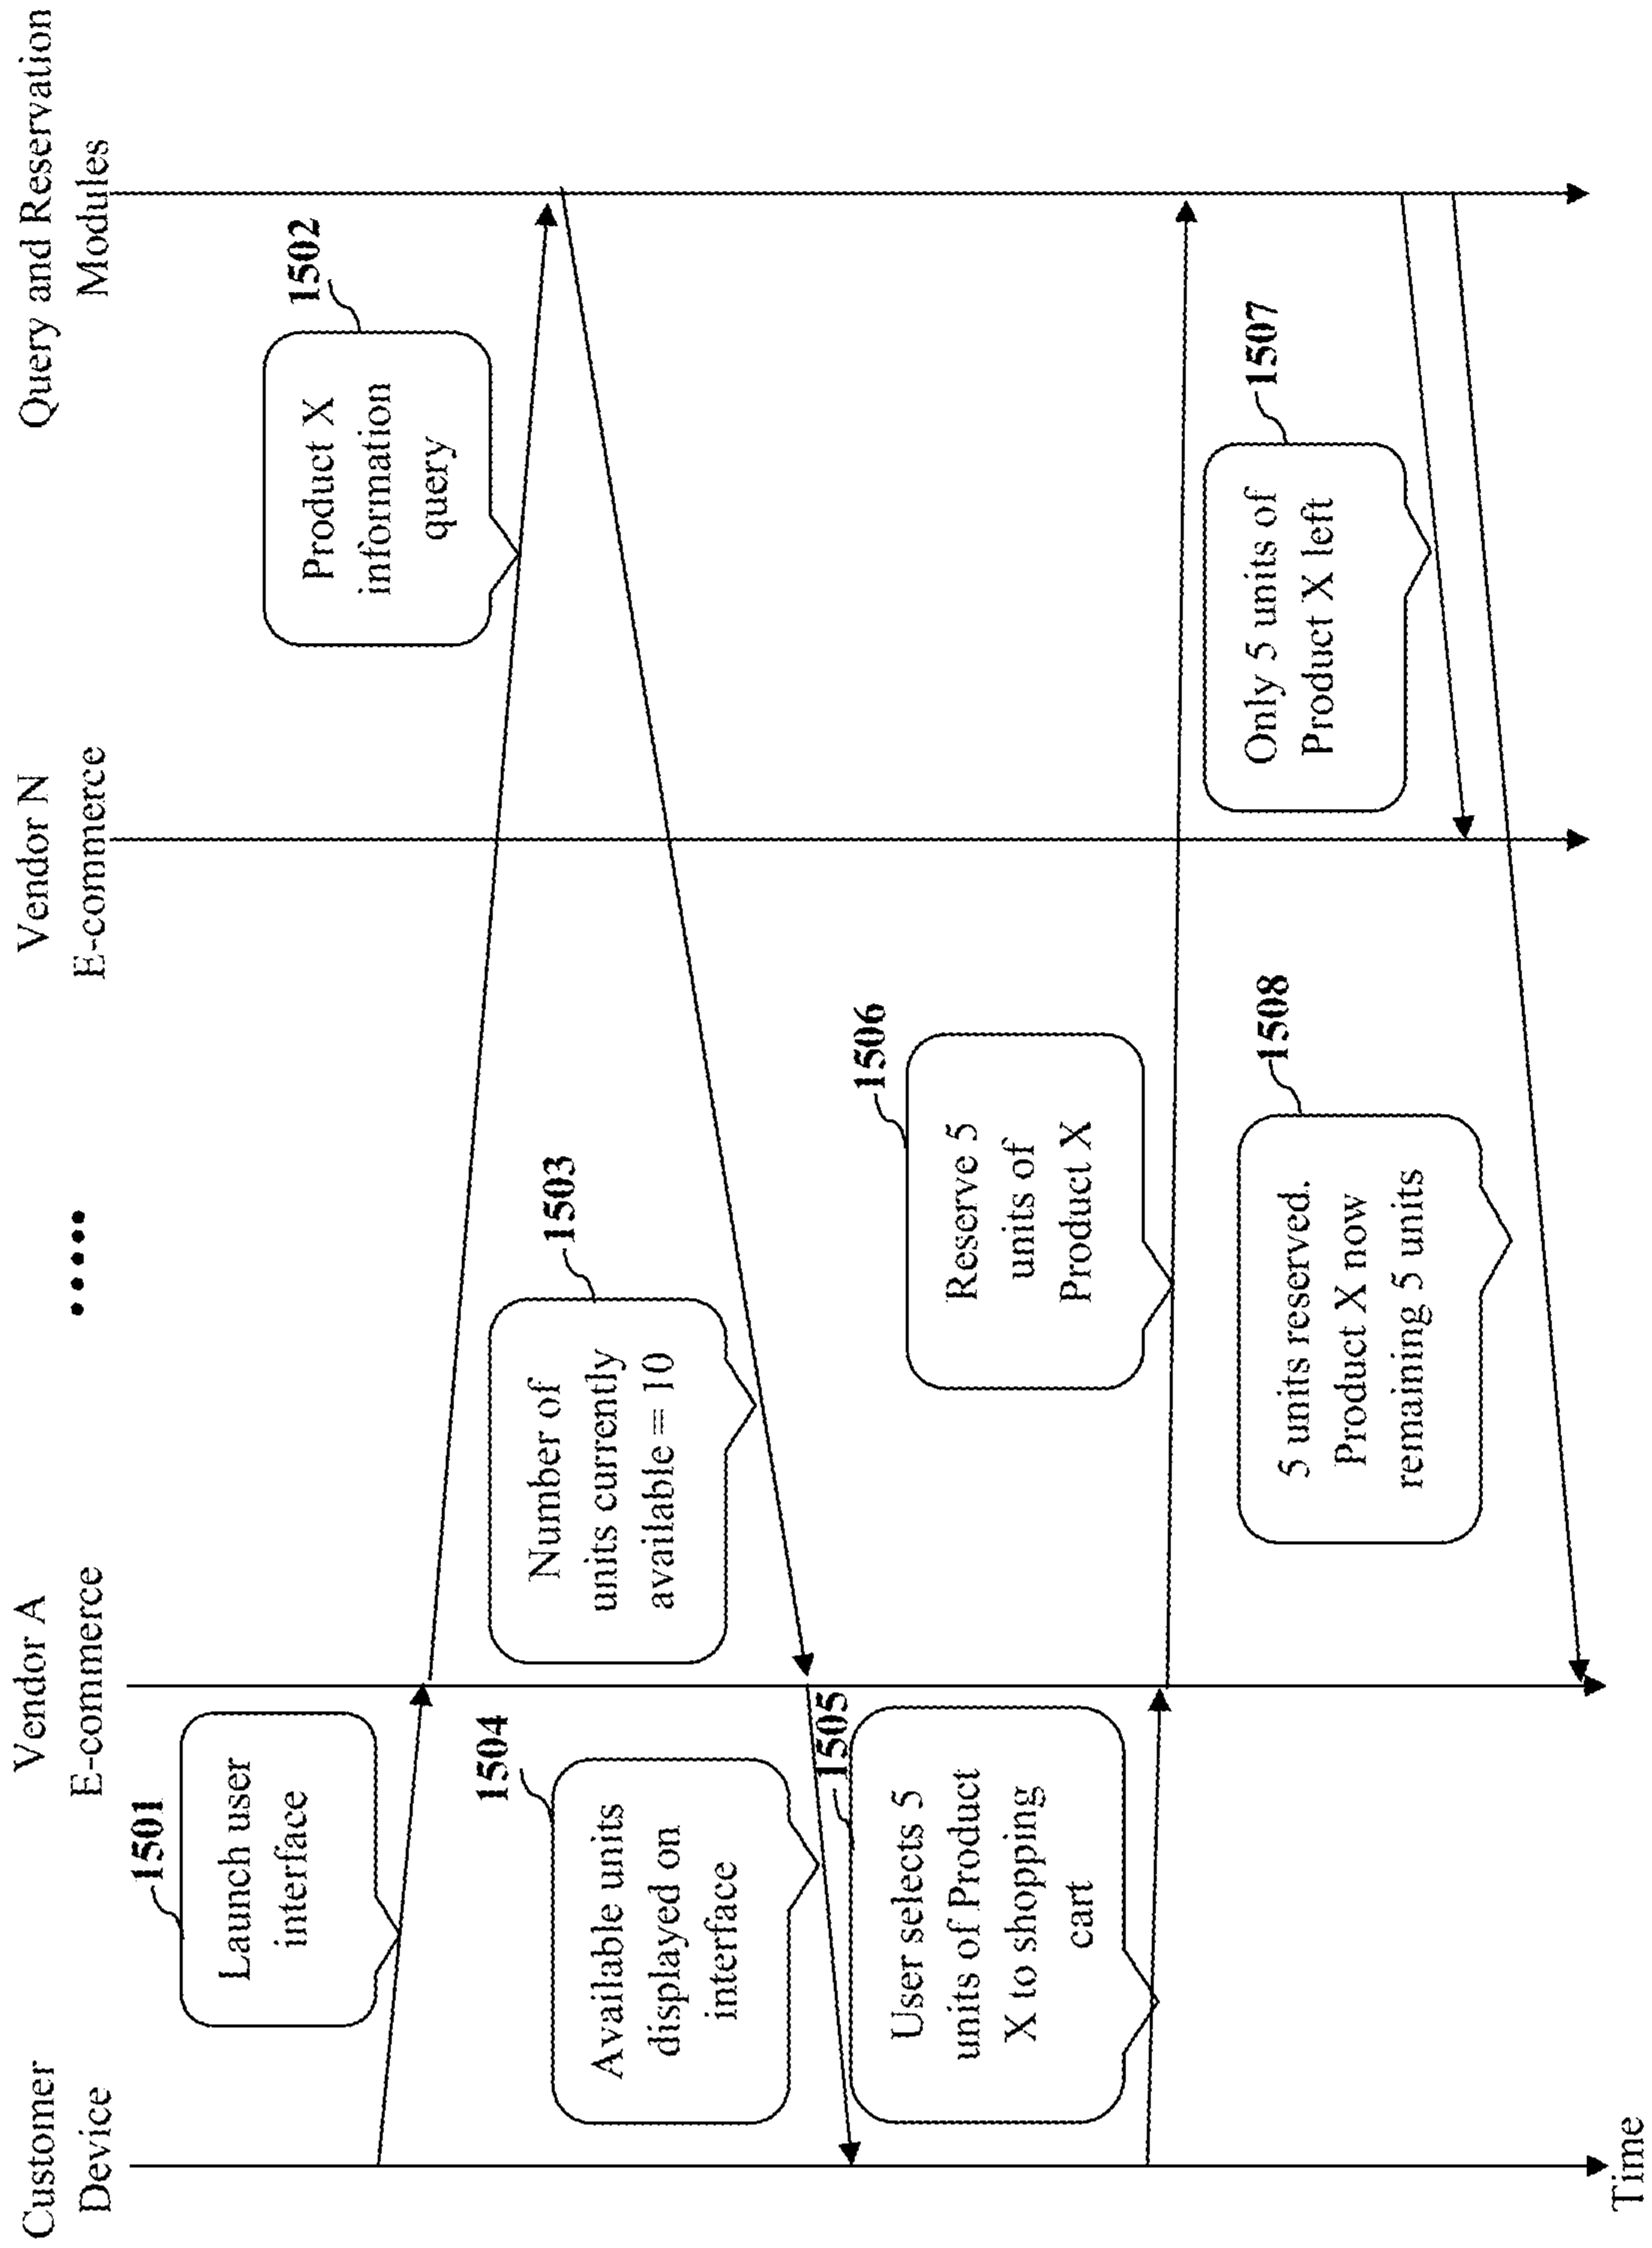 Customer
Device
Vendor A
E-commerce
.....
Vendor N
E-commerce
Query and Reservation
Modules
1501
Launch user
interface
1502
Product X
information
query
1503
Number of
units currently
available = 10
1504
Available units
displayed on
interface
1505
User selects 5
units of Product
X to shopping
cart
1506
Reserve 5
units of
Product X
1507
Only 5 units of
Product X left
1508
5 units reserved.
Product X now
remaining 5 units
Time